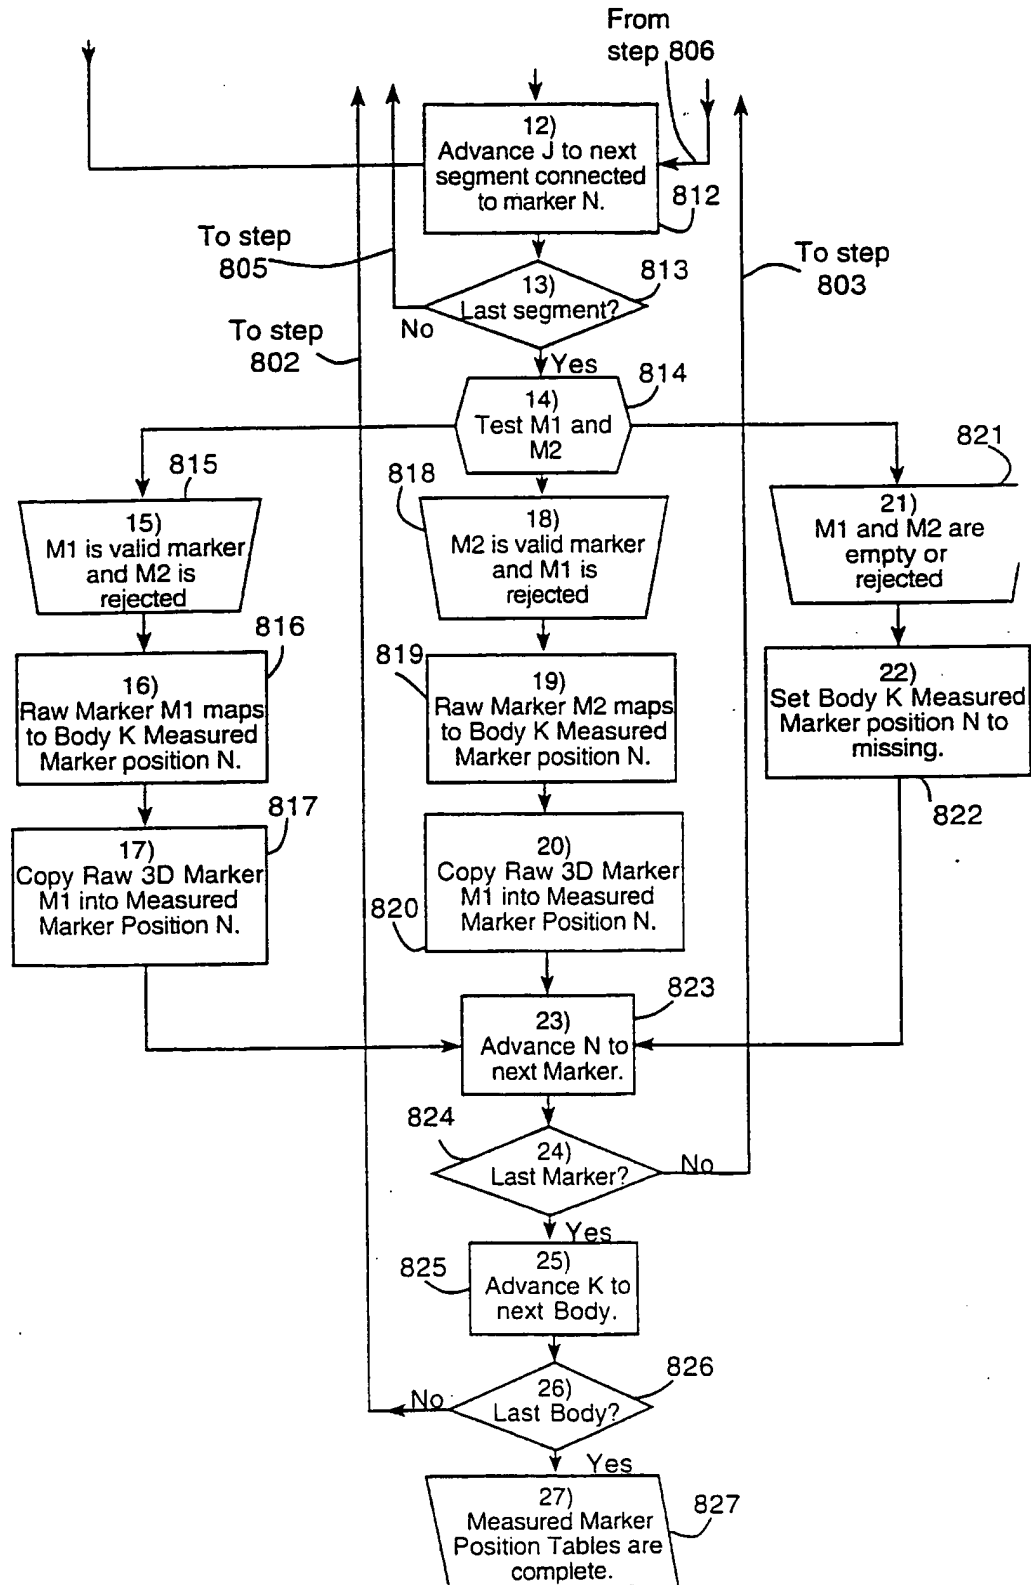 From
step 806
12)
Advance J to next
segment connected
to marker N.
812
To step
805
To step
803
13)
Last segment?
813
No
Yes
To step
802
14)
Test M1 and
M2
814
815
15)
M1 is valid marker
and M2 is
rejected
818
18)
M2 is valid marker
and M1 is
rejected
821
21)
M1 and M2 are
empty or
rejected
816
16)
Raw Marker M1 maps
to Body K Measured
Marker position N.
819
19)
Raw Marker M2 maps
to Body K Measured
Marker position N.
22)
Set Body K Measured
Marker position N to
missing.
822
817
17)
Copy Raw 3D Marker
M1 into Measured
Marker Position N.
820
20)
Copy Raw 3D Marker
M1 into Measured
Marker Position N.
823
23)
Advance N to
next Marker.
824
24)
Last Marker?
No
Yes
825
25)
Advance K to
next Body.
826
26)
Last Body?
No
Yes
827
27)
Measured Marker
Position Tables are
complete.